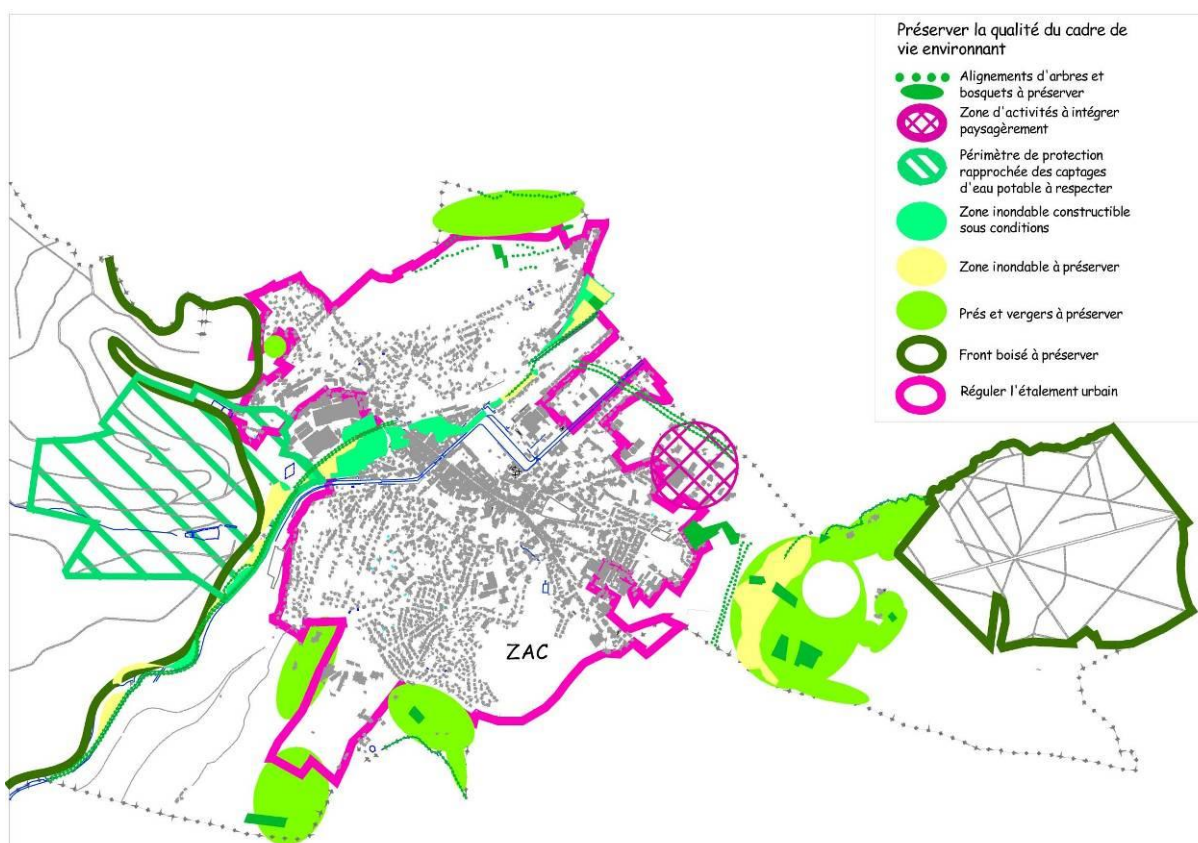 Préserver la qualité du cadre de
vie environnant
Alignements d'arbres et
bosquets à préserver
Zone d'activités à intégrer
paysagèrement
Périmètre de protection
rapprochée des captages
d'eau potable à respecter
Zone inondable constructible
sous conditions
Zone inondable à préserver
Prés et vergers à préserver
Front boisé à préserver
Réguler l'étalement urbain
ZAC